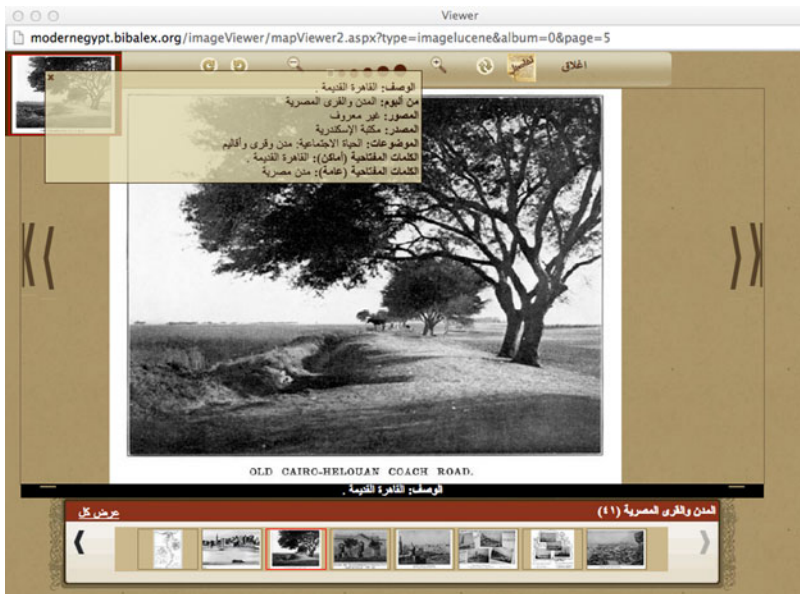 Viewer
modernegypt.bibalex.org/imageViewer/mapViewer2.aspx?type=imagelucene&album=0&page=5
اغلاق
x
الوصف: القاهرة القديمة .
من ألبوم: المدن والقرى المصرية
المصور: غير معروف
المصدر: مكتبة الإسكندرية
الموضوعات: الحياة الاجتماعية: مدن وقرى وأقاليم
الكلمات المفتاحية (أماكن): القاهرة القديمة .
الكلمات المفتاحية (عامة): مدن مصرية
OLD CAIRO-HELOUAN COACH ROAD.
الوصف: القاهرة القديمة .
المدن والقرى المصرية (٤١)
عرض كل